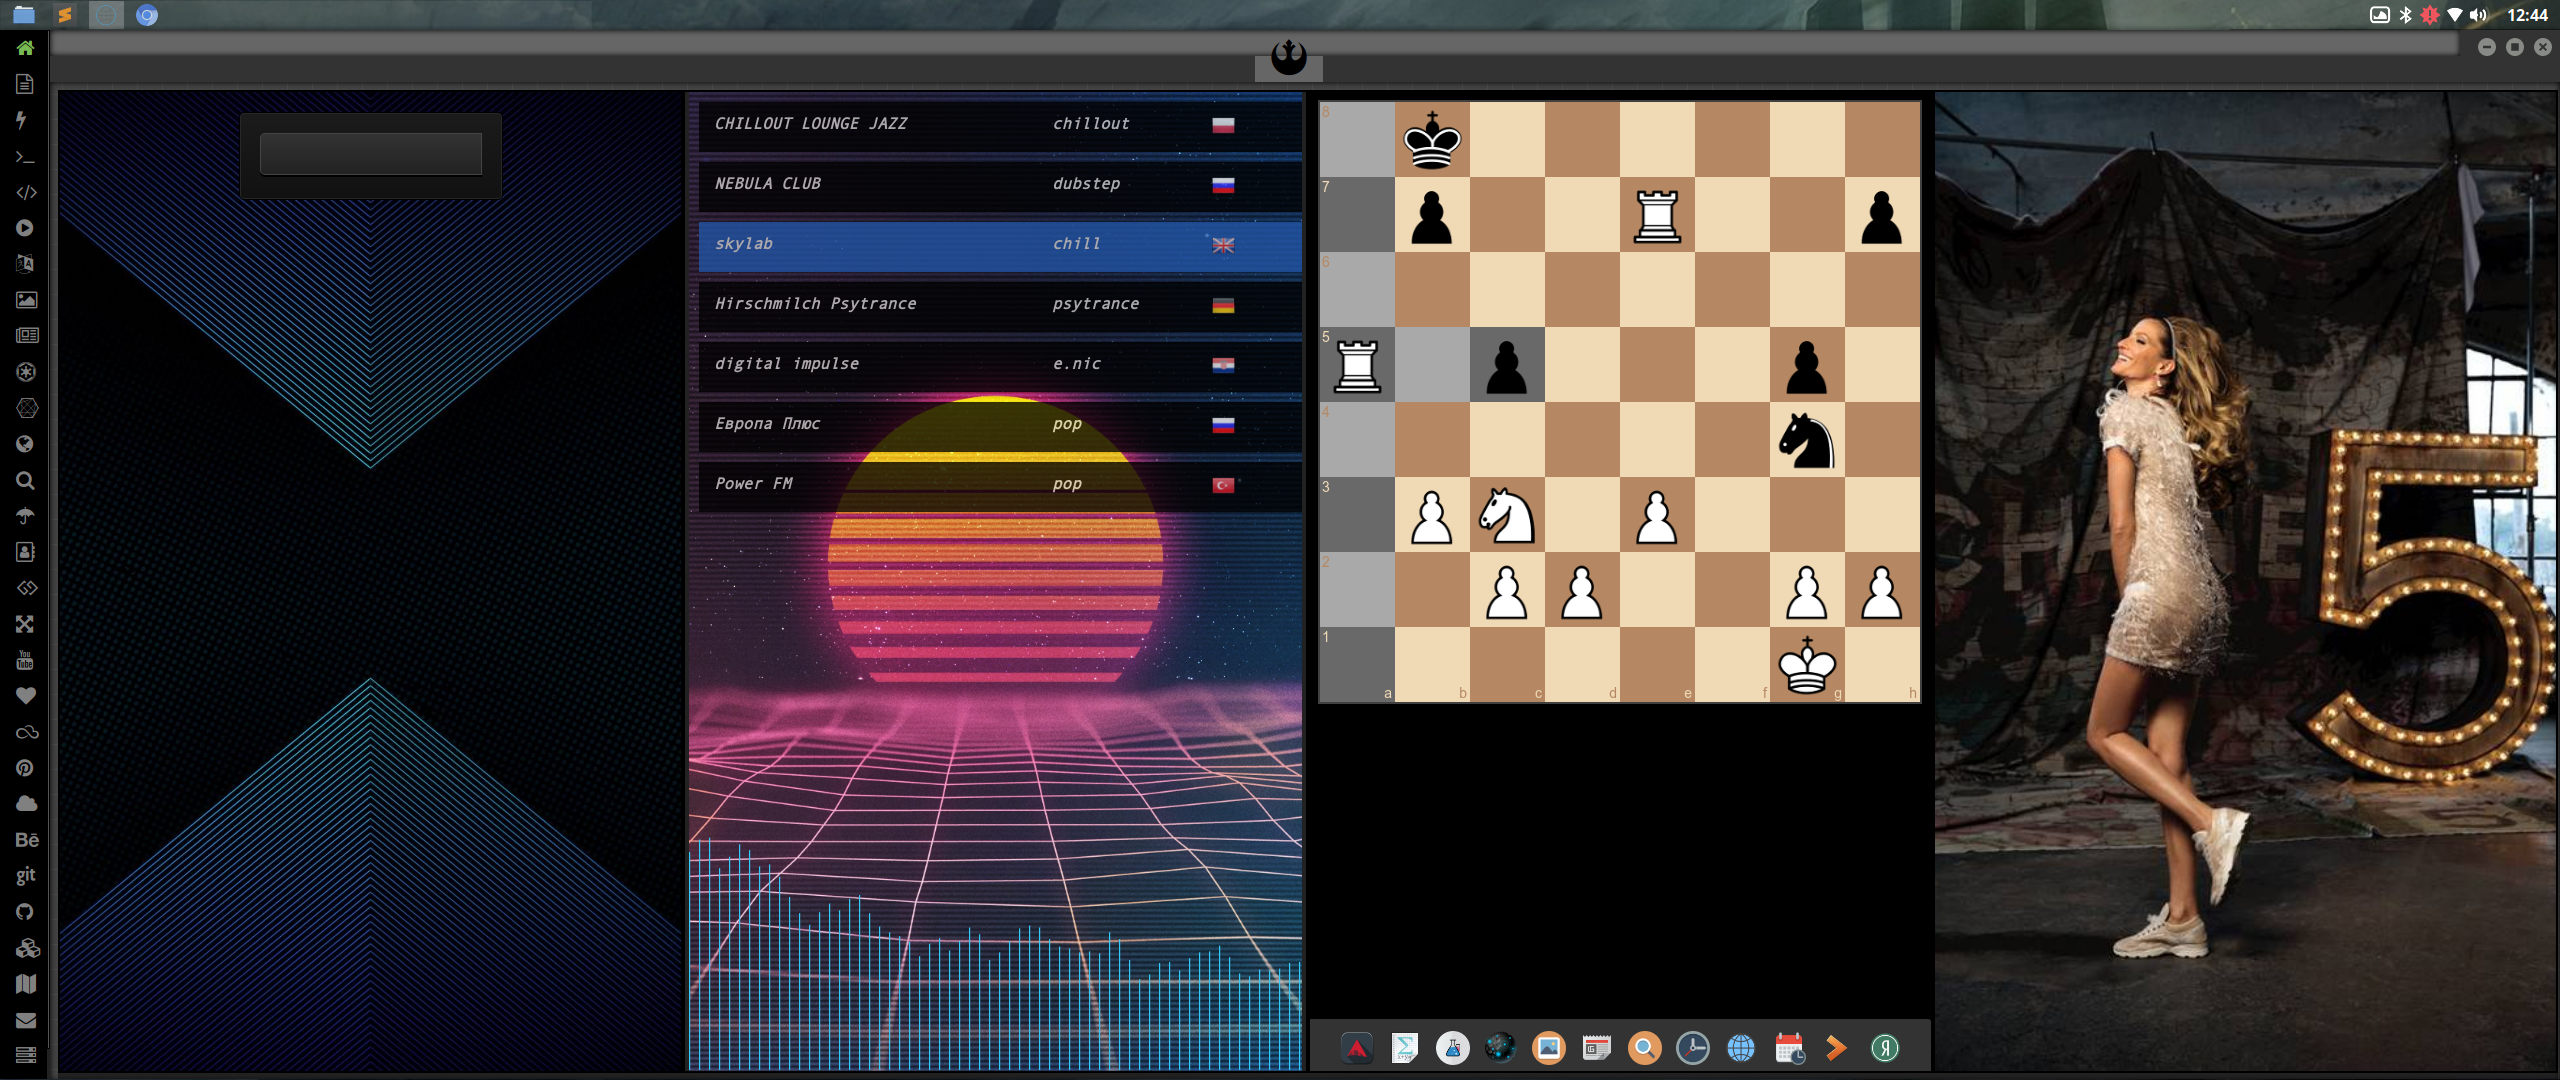 12:44
CHILLOUT LOUNGE JAZZ chillout
NEBULA CLUB dubstep
skylab chill
Hirschmilch Psytrance psytrance
digital impulse e.nic
Европа Плюс pop
Power FM pop
8
7
6
5
4
3
2
1
a b c d e f g h
You
Tube
Bē
git
5
Я